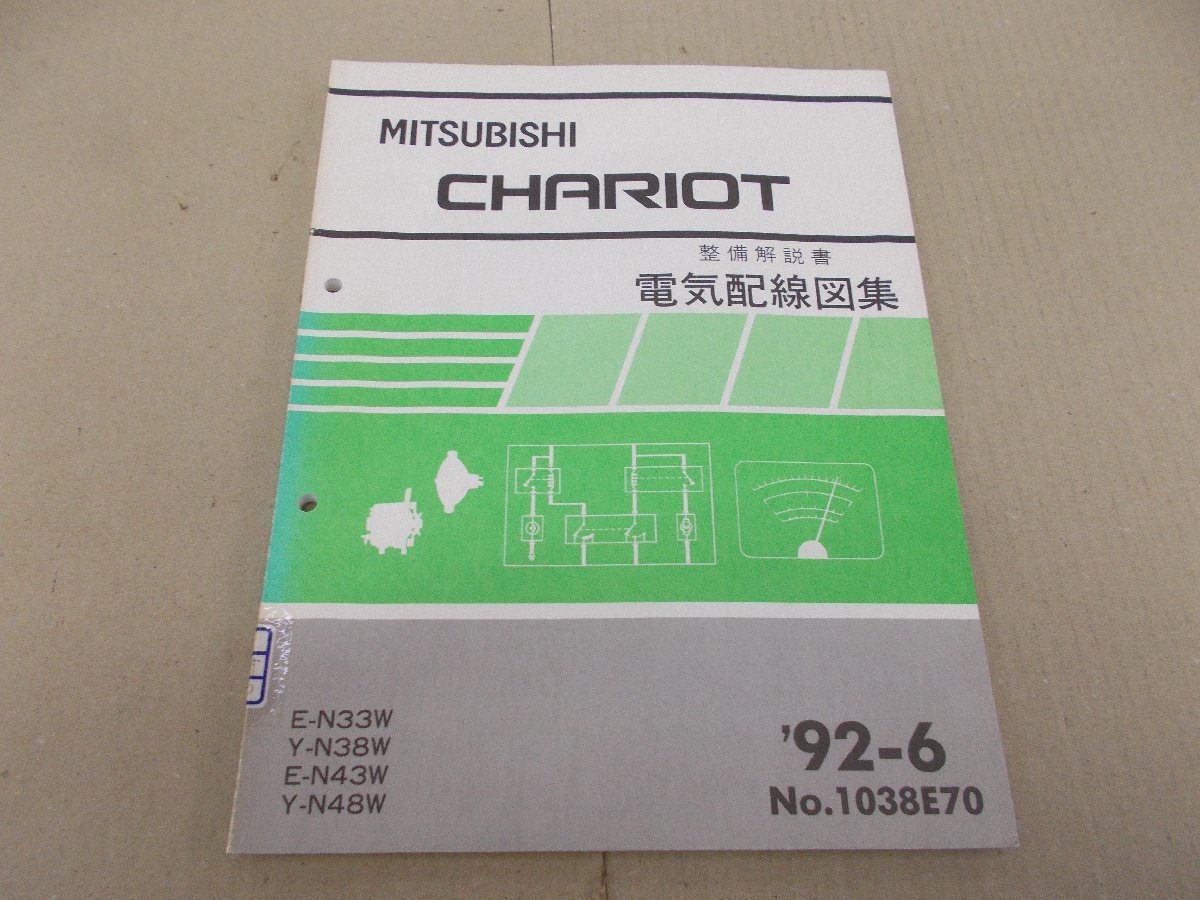 MITSUBISHI
CHARIOT
整備解説書
電気配線図集
E-N33W
Y-N38W
E-N43W
Y-N48W
'92-6
No.1038E70